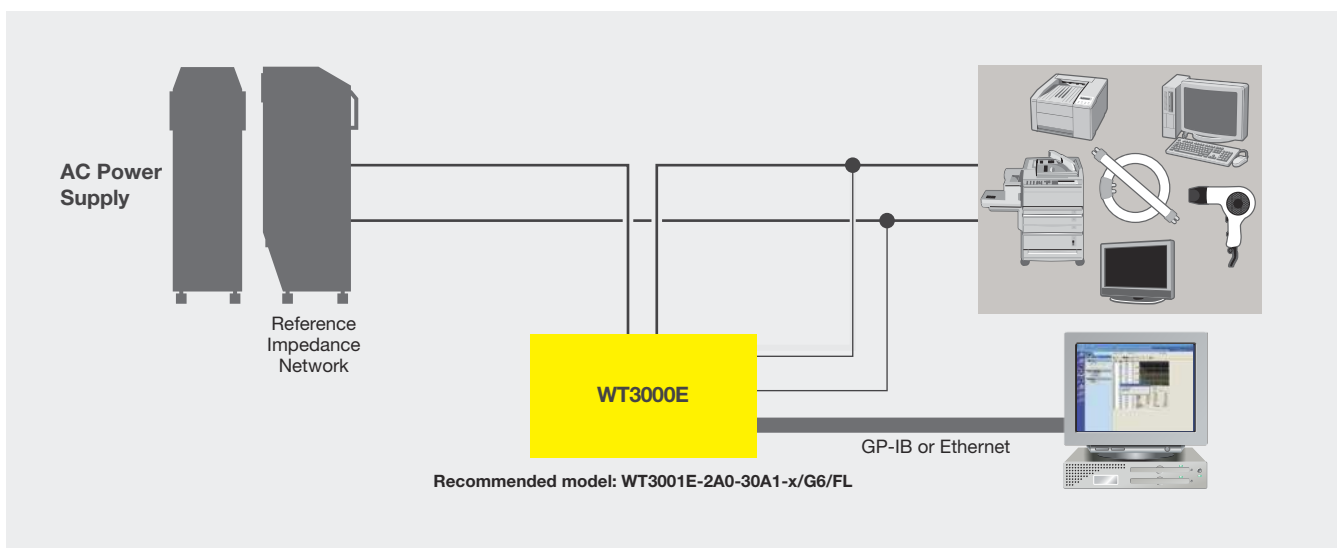 AC Power
Supply
Reference
Impedance
Network
WT3000E
GP-IB or Ethernet
Recommended model: WT3001E-2A0-30A1-x/G6/FL